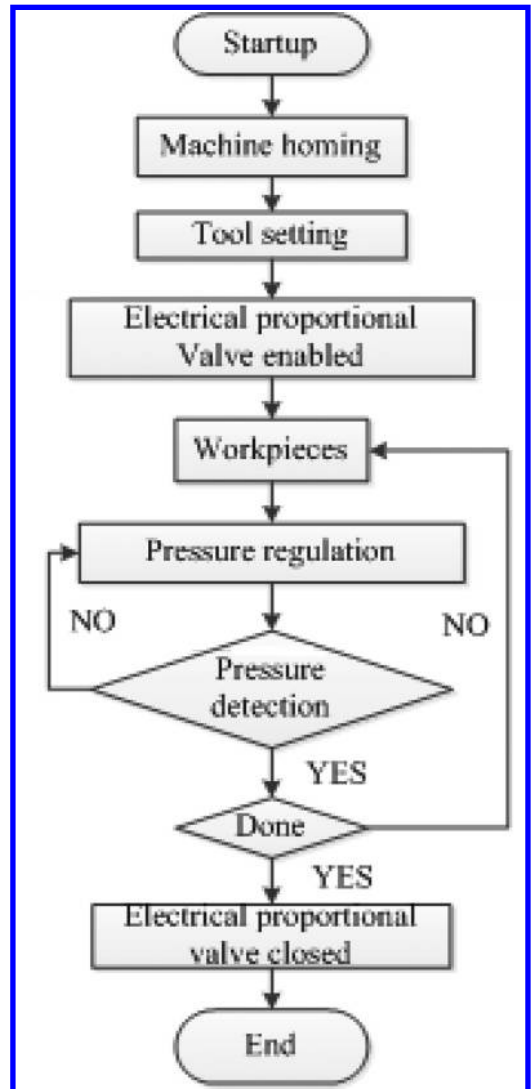 Startup
Machine homing
Tool setting
Electrical proportional
Valve enabled
Workpieces
Pressure regulation
NO
NO
Pressure
detection
YES
Done
YES
Electrical proportional
valve closed
End